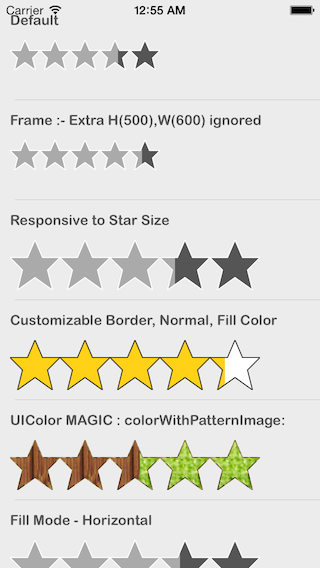 Carrier 12:55 AM
Default
Frame :- Extra H(500),W(600) ignored
Responsive to Star Size
Customizable Border, Normal, Fill Color
UIColor MAGIC : colorWithPatternImage:
Fill Mode - Horizontal